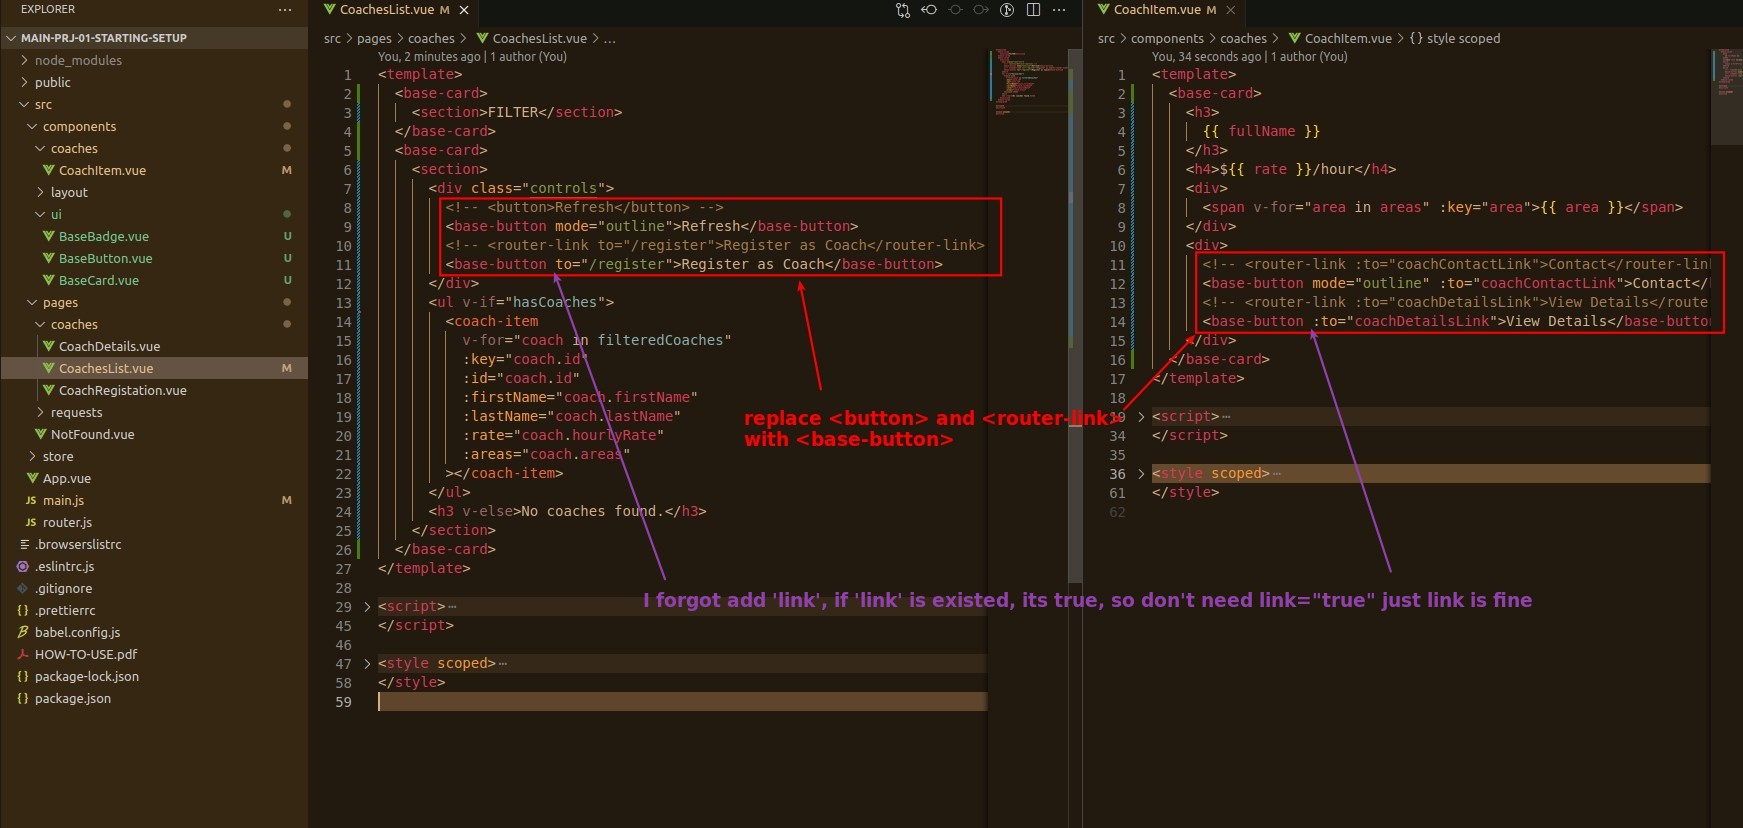 EXPLORER
MAIN-PRJ-01-STARTING-SETUP
node_modules
public
src
components
coaches
CoachItem.vue M
layout
ui
BaseBadge.vue U
BaseButton.vue U
BaseCard.vue U
pages
coaches
CoachDetails.vue
CoachesList.vue M
CoachRegistation.vue
requests
NotFound.vue
store
App.vue
JS main.js M
JS router.js
.browserslistrc
.eslintrc.js
.gitignore
{} .prettierrc
babel.config.js
HOW-TO-USE.pdf
{} package-lock.json
{} package.json
CoachesList.vue M
src > pages > coaches > CoachesList.vue > ...
You, 2 minutes ago | 1 author (You)
1 <template>
2 <base-card>
3 <section>FILTER</section>
4 </base-card>
5 <base-card>
6 <section>
7 <div class="controls">
8 <!-- <button>Refresh</button> -->
9 <base-button mode="outline">Refresh</base-button>
10 <!-- <router-link to="/register">Register as Coach</router-link>
11 <base-button to="/register">Register as Coach</base-button>
12 </div>
13 <ul v-if="hasCoaches">
14 <coach-item
15 v-for="coach in filteredCoaches"
16 :key="coach.id"
17 :id="coach.id"
18 :firstName="coach.firstName"
19 :lastName="coach.lastName"
20 :rate="coach.hourlyRate"
21 :areas="coach.areas"
22 ></coach-item>
23 </ul>
24 <h3 v-else>No coaches found.</h3>
25 </section>
26 </base-card>
27 </template>
28
29 <script>
45 </script>
46
47 <style scoped>
58 </style>
59
CoachItem.vue M
src > components > coaches > CoachItem.vue > {} style scoped
You, 34 seconds ago | 1 author (You)
1 <template>
2 <base-card>
3 <h3>
4 {{ fullName }}
5 </h3>
6 <h4>${{ rate }}/hour</h4>
7 <div>
8 <span v-for="area in areas" :key="area">{{ area }}</span>
9 </div>
10 <div>
11 <!-- <router-link :to="coachContactLink">Contact</router-lin
12 <base-button mode="outline" :to="coachContactLink">Contact</
13 <!-- <router-link :to="coachDetailsLink">View Details</route
14 <base-button :to="coachDetailsLink">View Details</base-butto
15 </div>
16 </base-card>
17 </template>
18
19 <script>
34 </script>
35
36 <style scoped>
61 </style>
62
replace <button> and <router-link>
with <base-button>
I forgot add 'link', if 'link' is existed, its true, so don't need link="true" just link is fine